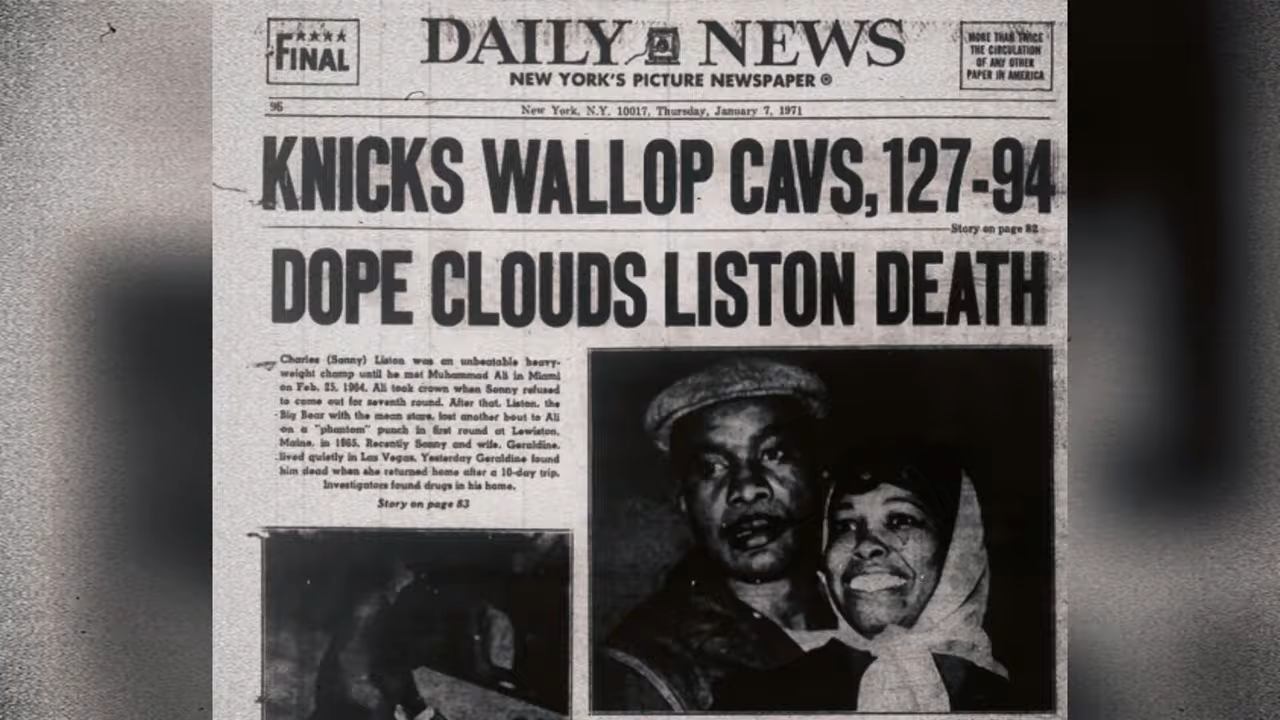 ★★★★
FINAL
DAILY NEWS
NEW YORK'S PICTURE NEWSPAPER ®
MORE THAN TWICE
THE CIRCULATION
OF ANY OTHER
PAPER IN AMERICA
96
New York, N.Y. 10017, Thursday, January 7, 1971
KNICKS WALLOP CAVS, 127-94
Story on page 82
DOPE CLOUDS LISTON DEATH
Charles (Sonny) Liston was an unbeatable heavy-
weight champ until he met Muhammad Ali in Miami
on Feb. 25, 1964. Ali took crown when Sonny refused
to come out for seventh round. After that, Liston, the
Big Bear with the mean stare, lost another bout to Ali
on a "phantom" punch in first round at Lewiston,
Maine, in 1965. Recently Sonny and wife, Geraldine,
lived quietly in Las Vegas. Yesterday Geraldine found
him dead when she returned home after a 10-day trip.
Investigators found drugs in his home.
Story on page 83